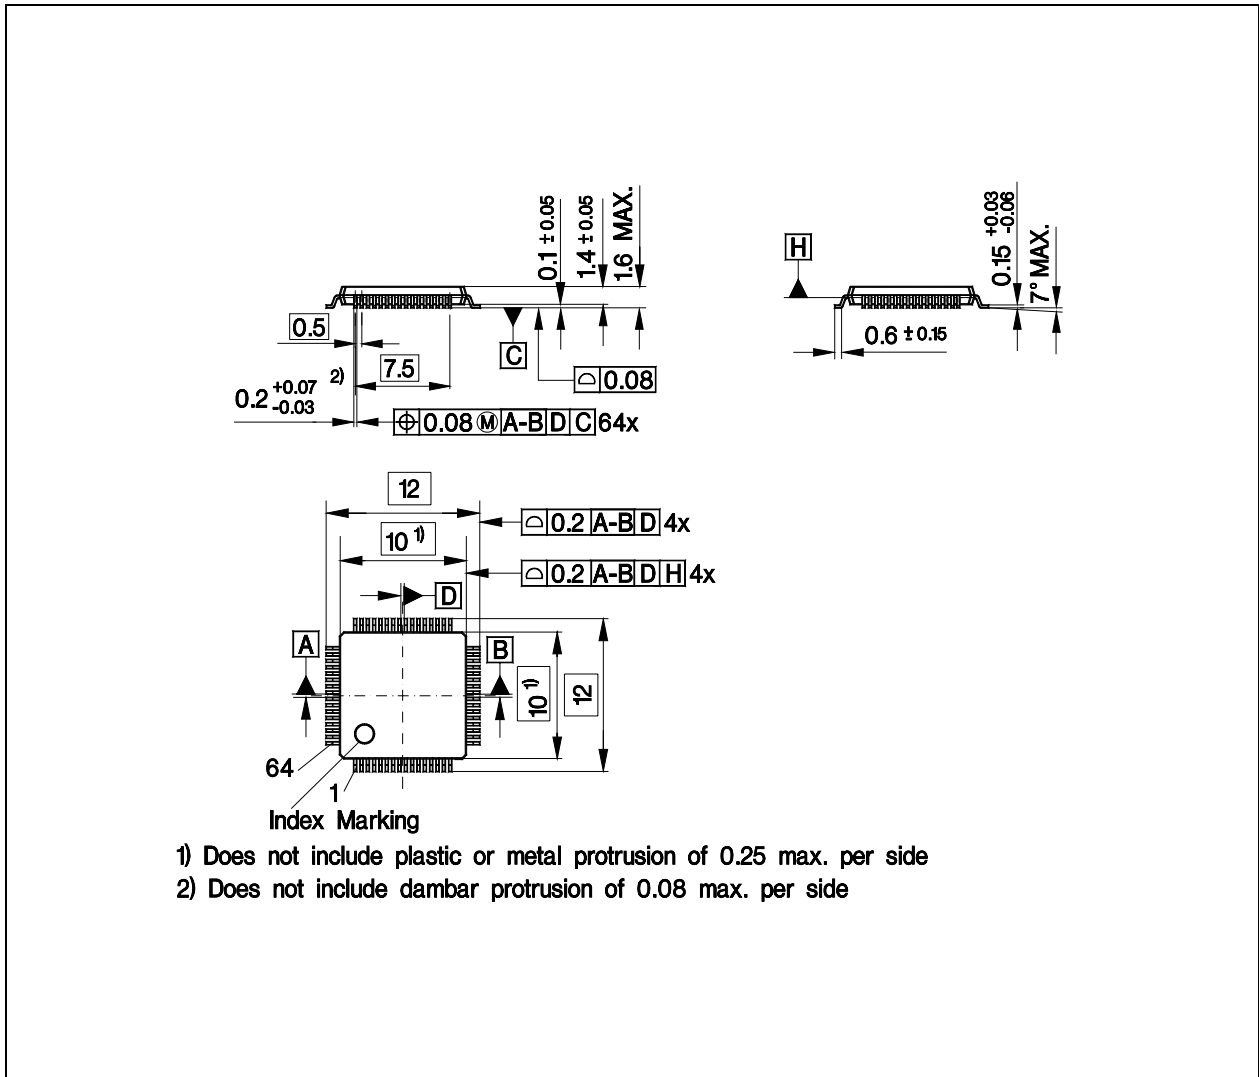 0.1 ± 0.05
1.4 ± 0.05
1.6 MAX.
H
0.15 +0.03 -0.06
7° MAX.
0.5
C
0.6 ± 0.15
7.5
2)
⌓ 0.08
0.2 +0.07 -0.03
⌖ 0.08 Ⓜ A-B D C 64x
12
⌓ 0.2 A-B D 4x
10 1)
⌓ 0.2 A-B D H 4x
D
A
B
10 1)
12
64
1
Index Marking
1) Does not include plastic or metal protrusion of 0.25 max. per side
2) Does not include dambar protrusion of 0.08 max. per side